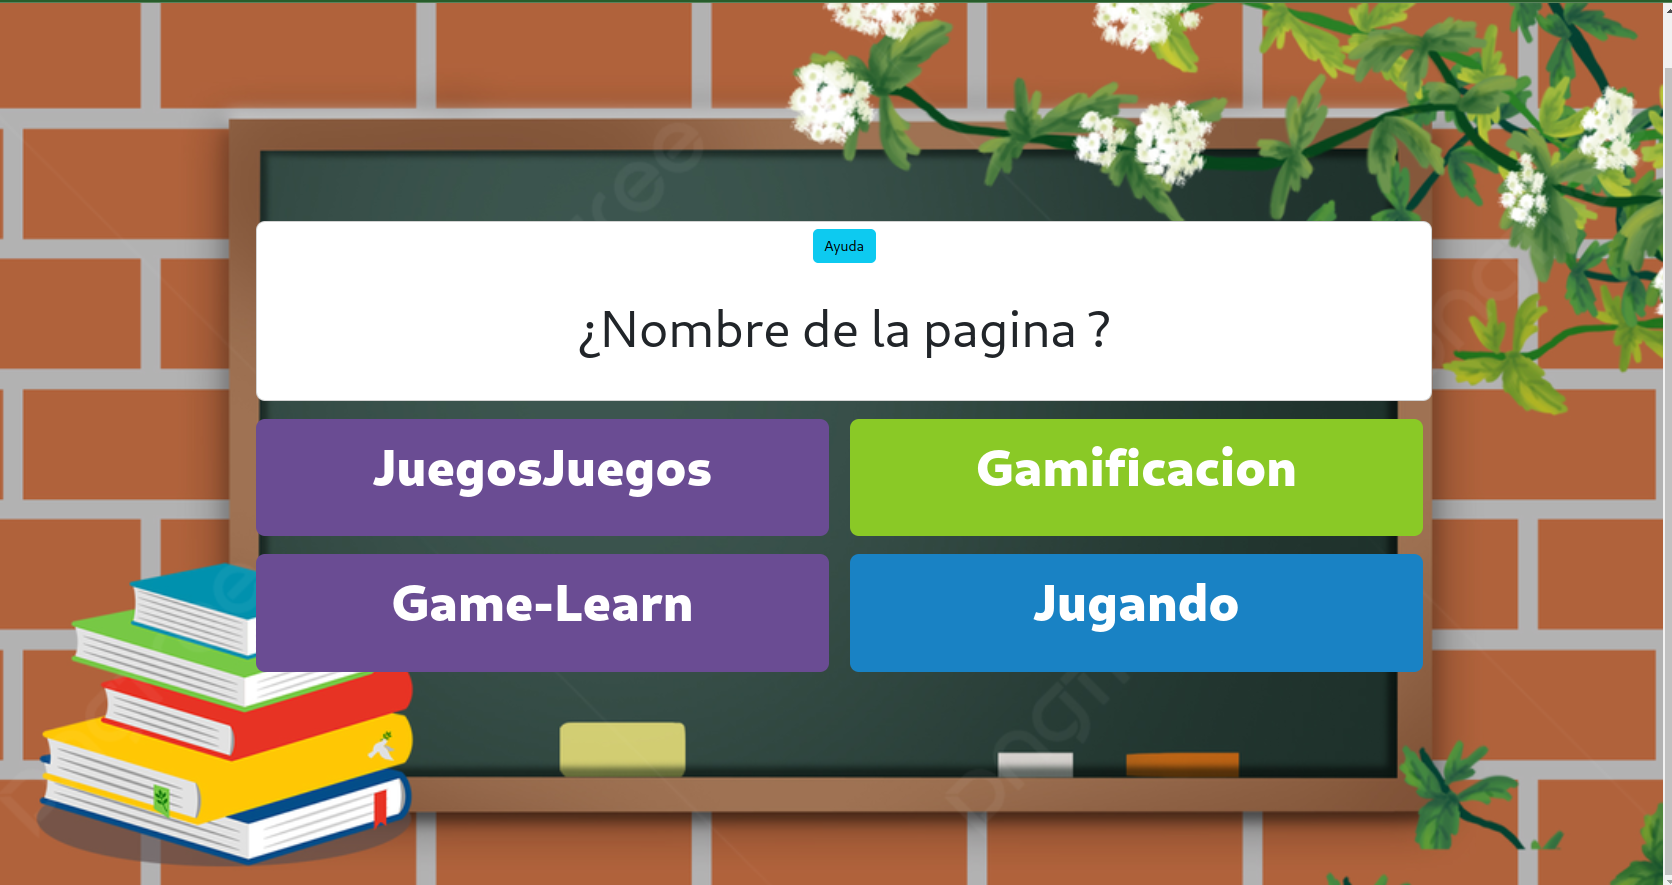 Ayuda
¿Nombre de la pagina ?
JuegosJuegos
Gamificacion
Game-Learn
Jugando